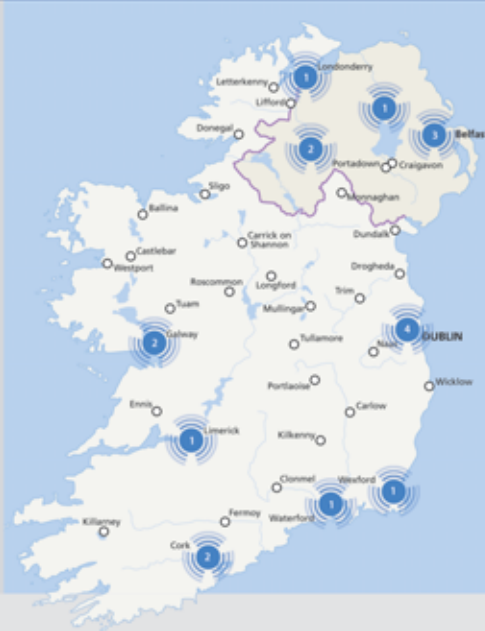 1
Londonderry
Letterkenny
Lifford
1
Donegal
2
3
Belfas
Portadown
Craigavon
Sligo
Monnaghan
Ballina
Dundalk
Carrick on
Shannon
Castlebar
Westport
Drogheda
Roscommon
Longford
Trim
Tuam
Mullingar
4
Galway
2
DUBLIN
Tullamore
Naas
Portlaoise
Wicklow
Ennis
Carlow
1
Limerick
Kilkenny
Clonmel
Wexford
1
1
Fermoy
Waterford
Killarney
Cork
2